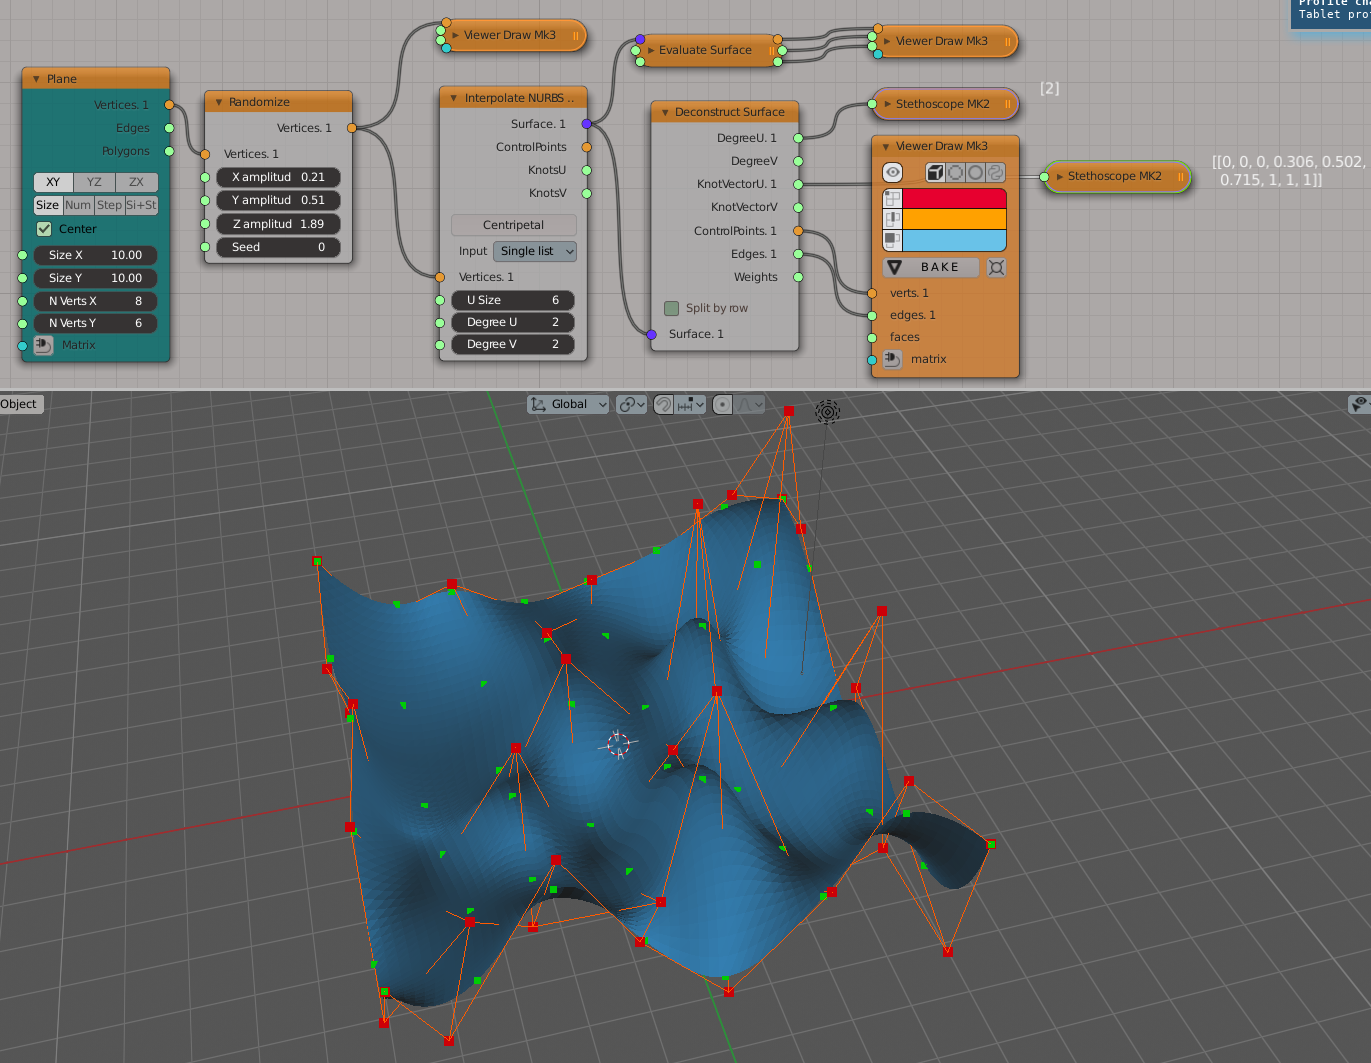 Profile cha
Tablet pro
Viewer Draw Mk3
Evaluate Surface
Viewer Draw Mk3
Plane
Vertices. 1
Edges
Polygons
XY YZ ZX
Size Num Step Si+St
Center
Size X 10.00
Size Y 10.00
N Verts X 8
N Verts Y 6
Matrix
Randomize
Vertices. 1
Vertices. 1
X amplitud 0.21
Y amplitud 0.51
Z amplitud 1.89
Seed 0
Interpolate NURBS ..
Surface. 1
ControlPoints
KnotsU
KnotsV
Centripetal
Input Single list
Vertices. 1
U Size 6
Degree U 2
Degree V 2
Deconstruct Surface
DegreeU. 1
DegreeV
KnotVectorU. 1
KnotVectorV
ControlPoints. 1
Edges. 1
Weights
Split by row
Surface. 1
Stethoscope MK2
[2]
Viewer Draw Mk3
BAKE
verts. 1
edges. 1
faces
matrix
Stethoscope MK2
[[0, 0, 0, 0.306, 0.502,
0.715, 1, 1, 1]]
Object
Global